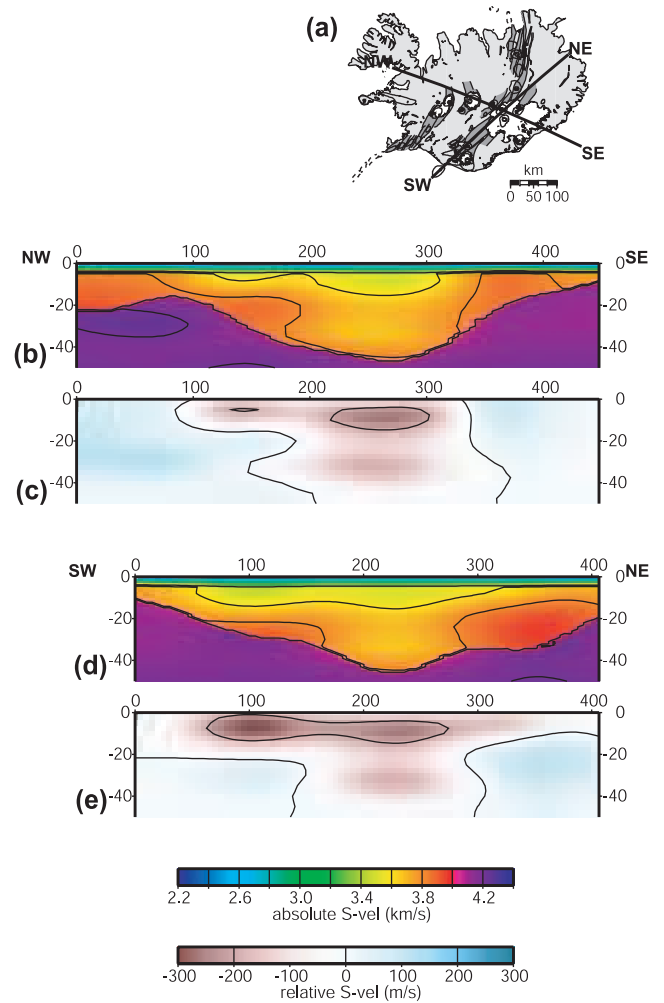 (a)
NW
NE
SE
SW
km
0 50 100
NW 100 200 300 400 SE
0 0
-20 -20
(b) -40 -40
0 100 200 300 400
0 0
-20 -20
(c) -40 -40
SW NE
0 100 200 300 400
0 0
-20 -20
(d) -40 -40
0 100 200 300 400
0 0
-20 -20
(e) -40 -40
2.2 2.6 3.0 3.4 3.8 4.2
absolute S-vel (km/s)
-300 -200 -100 0 100 200 300
relative S-vel (m/s)